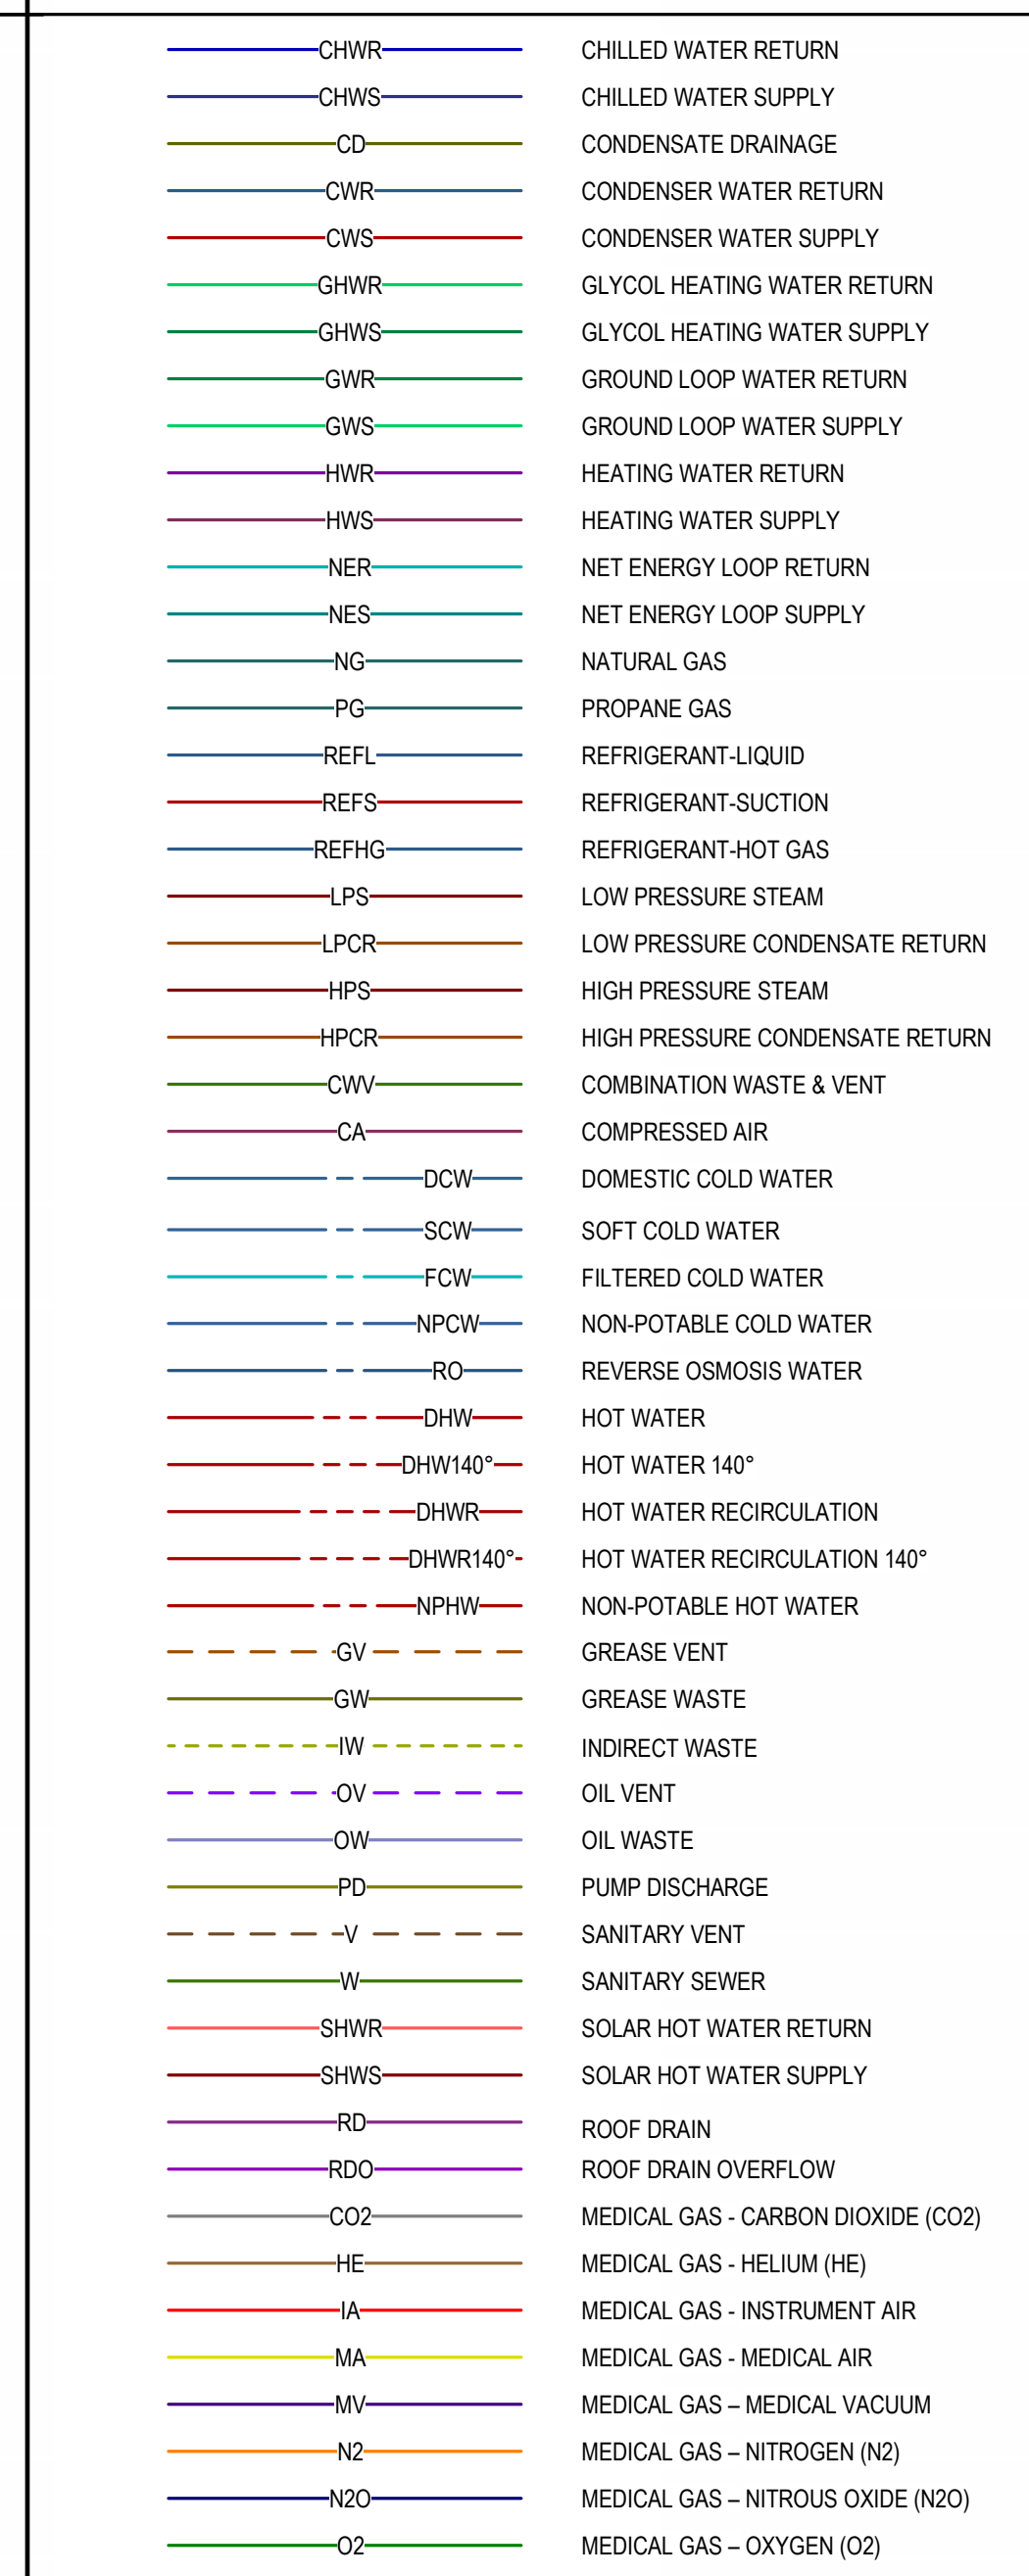 CHWR CHILLED WATER RETURN
CHWS CHILLED WATER SUPPLY
CD CONDENSATE DRAINAGE
CWR CONDENSER WATER RETURN
CWS CONDENSER WATER SUPPLY
GHWR GLYCOL HEATING WATER RETURN
GHWS GLYCOL HEATING WATER SUPPLY
GWR GROUND LOOP WATER RETURN
GWS GROUND LOOP WATER SUPPLY
HWR HEATING WATER RETURN
HWS HEATING WATER SUPPLY
NER NET ENERGY LOOP RETURN
NES NET ENERGY LOOP SUPPLY
NG NATURAL GAS
PG PROPANE GAS
REFL REFRIGERANT-LIQUID
REFS REFRIGERANT-SUCTION
REFHG REFRIGERANT-HOT GAS
LPS LOW PRESSURE STEAM
LPCR LOW PRESSURE CONDENSATE RETURN
HPS HIGH PRESSURE STEAM
HPCR HIGH PRESSURE CONDENSATE RETURN
CWV COMBINATION WASTE & VENT
CA COMPRESSED AIR
DCW DOMESTIC COLD WATER
SCW SOFT COLD WATER
FCW FILTERED COLD WATER
NPCW NON-POTABLE COLD WATER
RO REVERSE OSMOSIS WATER
DHW HOT WATER
DHW140° HOT WATER 140°
DHWR HOT WATER RECIRCULATION
DHWR140° HOT WATER RECIRCULATION 140°
NPHW NON-POTABLE HOT WATER
GV GREASE VENT
GW GREASE WASTE
IW INDIRECT WASTE
OV OIL VENT
OW OIL WASTE
PD PUMP DISCHARGE
V SANITARY VENT
W SANITARY SEWER
SHWR SOLAR HOT WATER RETURN
SHWS SOLAR HOT WATER SUPPLY
RD ROOF DRAIN
RDO ROOF DRAIN OVERFLOW
CO2 MEDICAL GAS - CARBON DIOXIDE (CO2)
HE MEDICAL GAS - HELIUM (HE)
IA MEDICAL GAS - INSTRUMENT AIR
MA MEDICAL GAS - MEDICAL AIR
MV MEDICAL GAS – MEDICAL VACUUM
N2 MEDICAL GAS – NITROGEN (N2)
N2O MEDICAL GAS – NITROUS OXIDE (N2O)
O2 MEDICAL GAS – OXYGEN (O2)